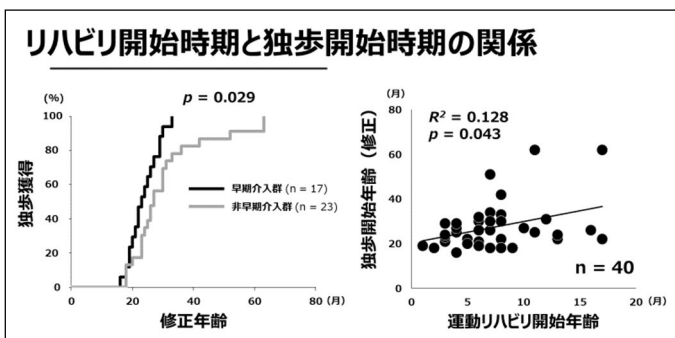 リハビリ開始時期と独歩開始時期の関係
(%)
p = 0.029
100
80
60
40
20
0
独歩獲得
早期介入群 (n = 17)
非早期介入群 (n = 23)
0 20 40 60 80 (月)
修正年齢
(月)
R² = 0.128
p = 0.043
80
60
40
20
0
独歩開始年齢（修正）
n = 40
0 5 10 15 20 (月)
運動リハビリ開始年齢